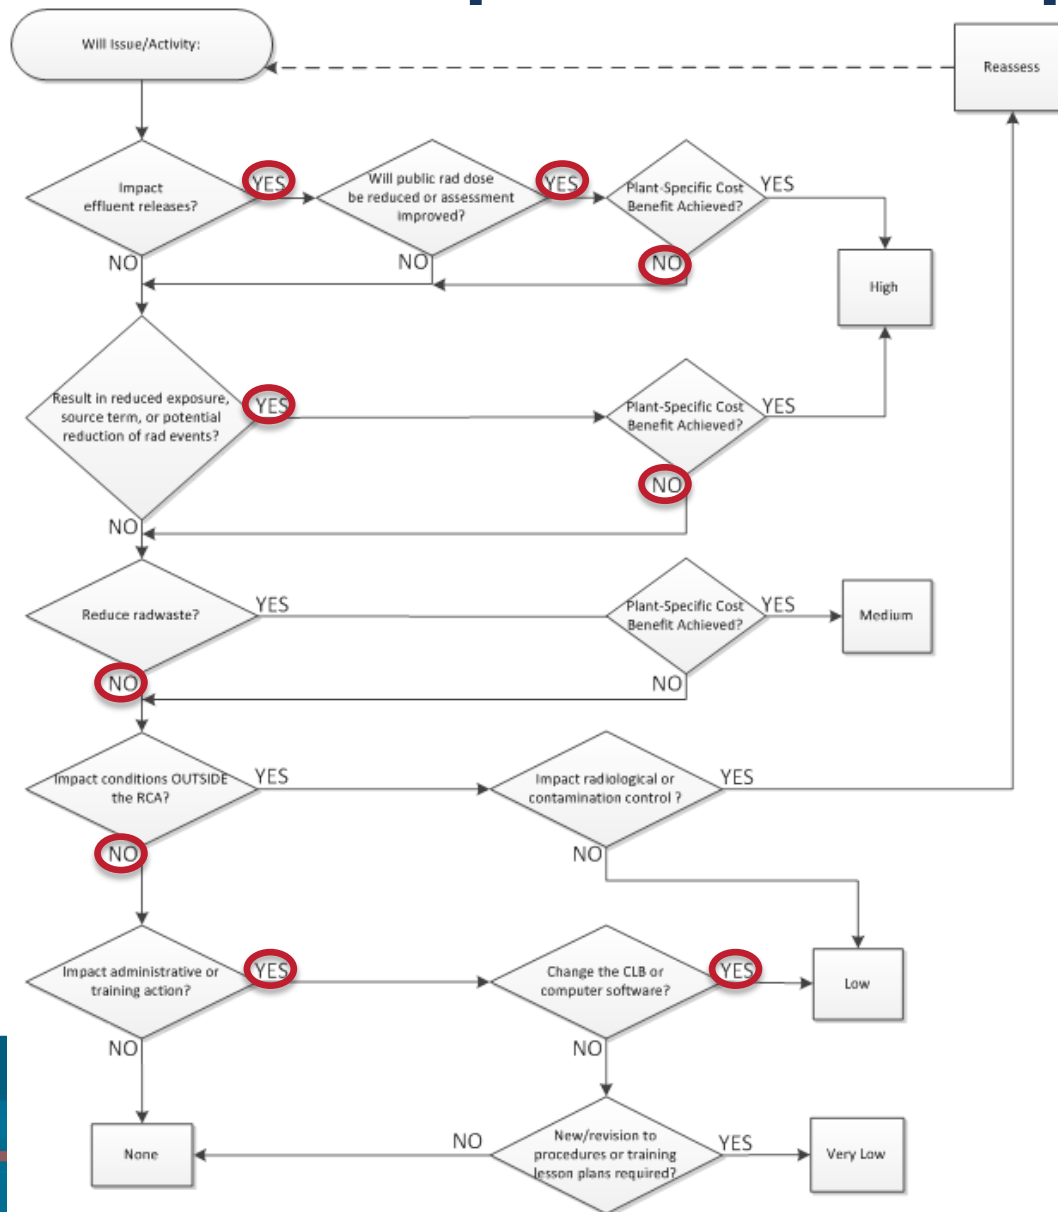 Will Issue/Activity:
Reassess
Impact
effluent releases?
YES
NO
Will public rad dose
be reduced or assessment
improved?
YES
NO
Plant-Specific Cost
Benefit Achieved?
YES
NO
High
Result in reduced exposure,
source term, or potential
reduction of rad events?
YES
NO
Plant-Specific Cost
Benefit Achieved?
YES
NO
Reduce radwaste?
YES
NO
Plant-Specific Cost
Benefit Achieved?
YES
NO
Medium
Impact conditions OUTSIDE
the RCA?
YES
NO
Impact radiological or
contamination control ?
YES
NO
Impact administrative or
training action?
YES
NO
Change the CLB or
computer software?
YES
NO
Low
None
New/revision to
procedures or training
lesson plans required?
NO
YES
Very Low